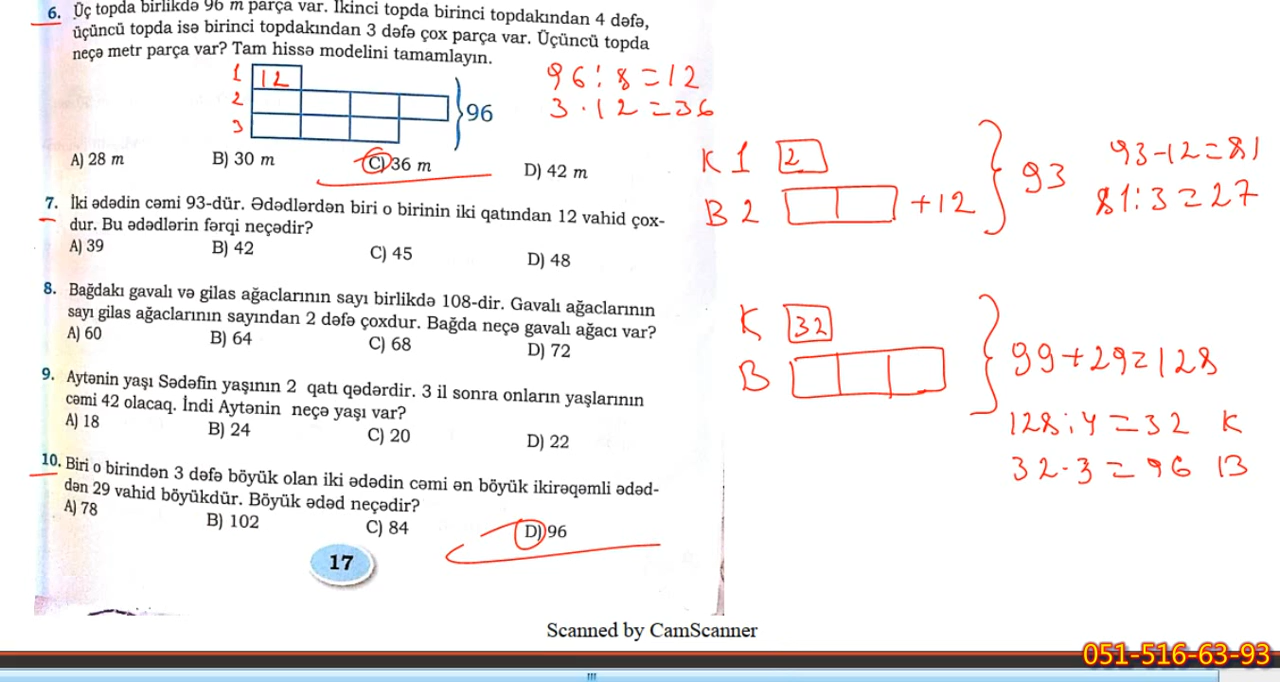 6. Üç topda birlikdə 96 m parça var. İkinci topda birinci topdakından 4 dəfə,
üçüncü topda isə birinci topdakından 3 dəfə çox parça var. Üçüncü topda
neçə metr parça var? Tam hissə modelini tamamlayın.
1 12
2
3
96
96 : 8 = 12
3 · 12 = 36
A) 28 m B) 30 m C) 36 m D) 42 m
7. İki ədədin cəmi 93-dür. Ədədlərdən biri o birinin iki qatından 12 vahid çox-
dur. Bu ədədlərin fərqi neçədir?
A) 39 B) 42 C) 45 D) 48
K 1 2
B 2 +12
93
93-12=81
81:3=27
8. Bağdakı gavalı və gilas ağaclarının sayı birlikdə 108-dir. Gavalı ağaclarının
sayı gilas ağaclarının sayından 2 dəfə çoxdur. Bağda neçə gavalı ağacı var?
A) 60 B) 64 C) 68 D) 72
9. Aytənin yaşı Sədəfin yaşının 2 qatı qədərdir. 3 il sonra onların yaşlarının
cəmi 42 olacaq. İndi Aytənin neçə yaşı var?
A) 18 B) 24 C) 20 D) 22
K 32
B
99+29=128
128:4=32 K
32·3=96 B
10. Biri o birindən 3 dəfə böyük olan iki ədədin cəmi ən böyük ikirəqəmli ədəd-
dən 29 vahid böyükdür. Böyük ədəd neçədir?
A) 78 B) 102 C) 84 D) 96
17
Scanned by CamScanner
051-516-63-93